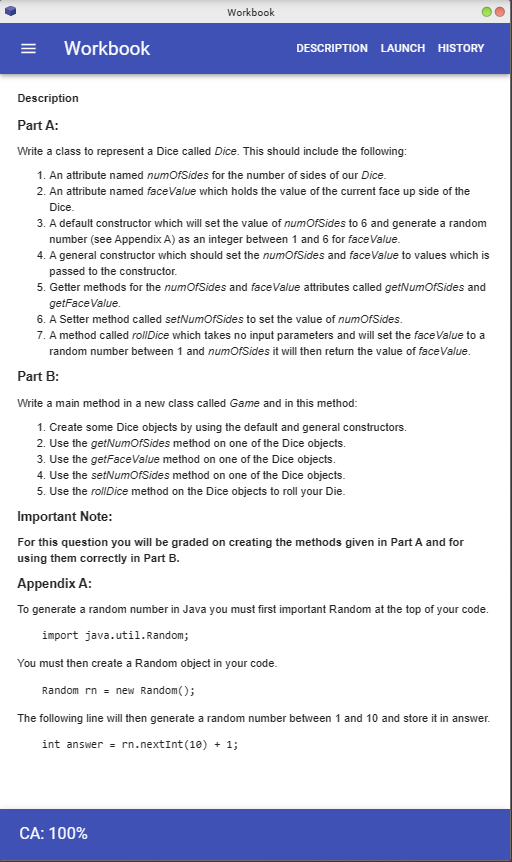 Workbook
Workbook
DESCRIPTION LAUNCH HISTORY
Description
Part A:
Write a class to represent a Dice called Dice. This should include the following:
1. An attribute named numOfSides for the number of sides of our Dice.
2. An attribute named faceValue which holds the value of the current face up side of the
Dice.
3. A default constructor which will set the value of numOfSides to 6 and generate a random
number (see Appendix A) as an integer between 1 and 6 for faceValue.
4. A general constructor which should set the numOfSides and faceValue to values which is
passed to the constructor.
5. Getter methods for the numOfSides and faceValue attributes called getNumOfSides and
getFaceValue.
6. A Setter method called setNumOfSides to set the value of numOfSides.
7. A method called rollDice which takes no input parameters and will set the faceValue to a
random number between 1 and numOfSides it will then return the value of faceValue.
Part B:
Write a main method in a new class called Game and in this method:
1. Create some Dice objects by using the default and general constructors.
2. Use the getNumOfSides method on one of the Dice objects.
3. Use the getFaceValue method on one of the Dice objects.
4. Use the setNumOfSides method on one of the Dice objects.
5. Use the rollDice method on the Dice objects to roll your Die.
Important Note:
For this question you will be graded on creating the methods given in Part A and for
using them correctly in Part B.
Appendix A:
To generate a random number in Java you must first important Random at the top of your code.
import java.util.Random;
You must then create a Random object in your code.
Random rn = new Random();
The following line will then generate a random number between 1 and 10 and store it in answer.
int answer = rn.nextInt(10) + 1;
CA: 100%